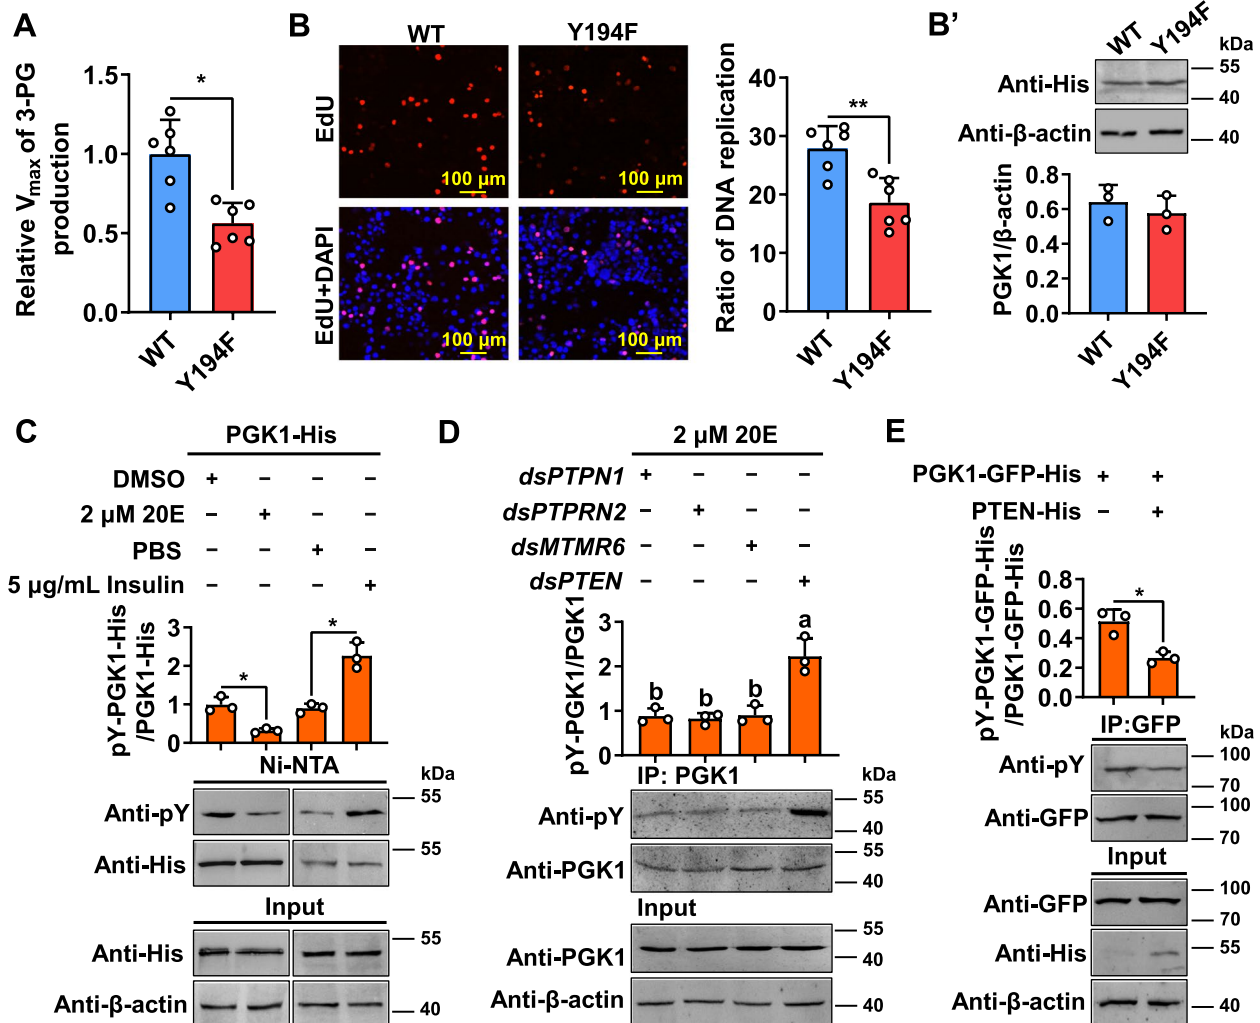 A
Relative Vmax of 3-PG
production
1.5
1.0
0.5
0.0
*
WT
Y194F
B
WT
Y194F
EdU
EdU+DAPI
100 µm
100 µm
100 µm
100 µm
Ratio of DNA replication
40
30
20
10
0
**
WT
Y194F
B'
WT
Y194F
kDa
Anti-His
55
40
Anti-β-actin
40
PGK1/β-actin
0.8
0.6
0.4
0.2
0.0
WT
Y194F
C
PGK1-His
DMSO + − − −
2 µM 20E − + − −
PBS − − + −
5 µg/mL Insulin − − − +
pY-PGK1-His
/PGK1-His
3
2
1
0
*
*
Ni-NTA
kDa
Anti-pY
55
Anti-His
55
Input
Anti-His
55
Anti-β-actin
40
D
2 µM 20E
dsPTPN1 + − − −
dsPTPRN2 − + − −
dsMTMR6 − − + −
dsPTEN − − − +
pY-PGK1/PGK1
3
2
1
0
b
b
b
a
IP: PGK1
kDa
Anti-pY
55
40
Anti-PGK1
55
40
Input
Anti-PGK1
55
40
Anti-β-actin
40
E
PGK1-GFP-His + +
PTEN-His − +
pY-PGK1-GFP-His
/PGK1-GFP-His
0.8
0.6
0.4
0.2
0.0
*
IP:GFP
kDa
Anti-pY
100
70
Anti-GFP
100
70
Input
Anti-GFP
100
70
Anti-His
55
Anti-β-actin
40